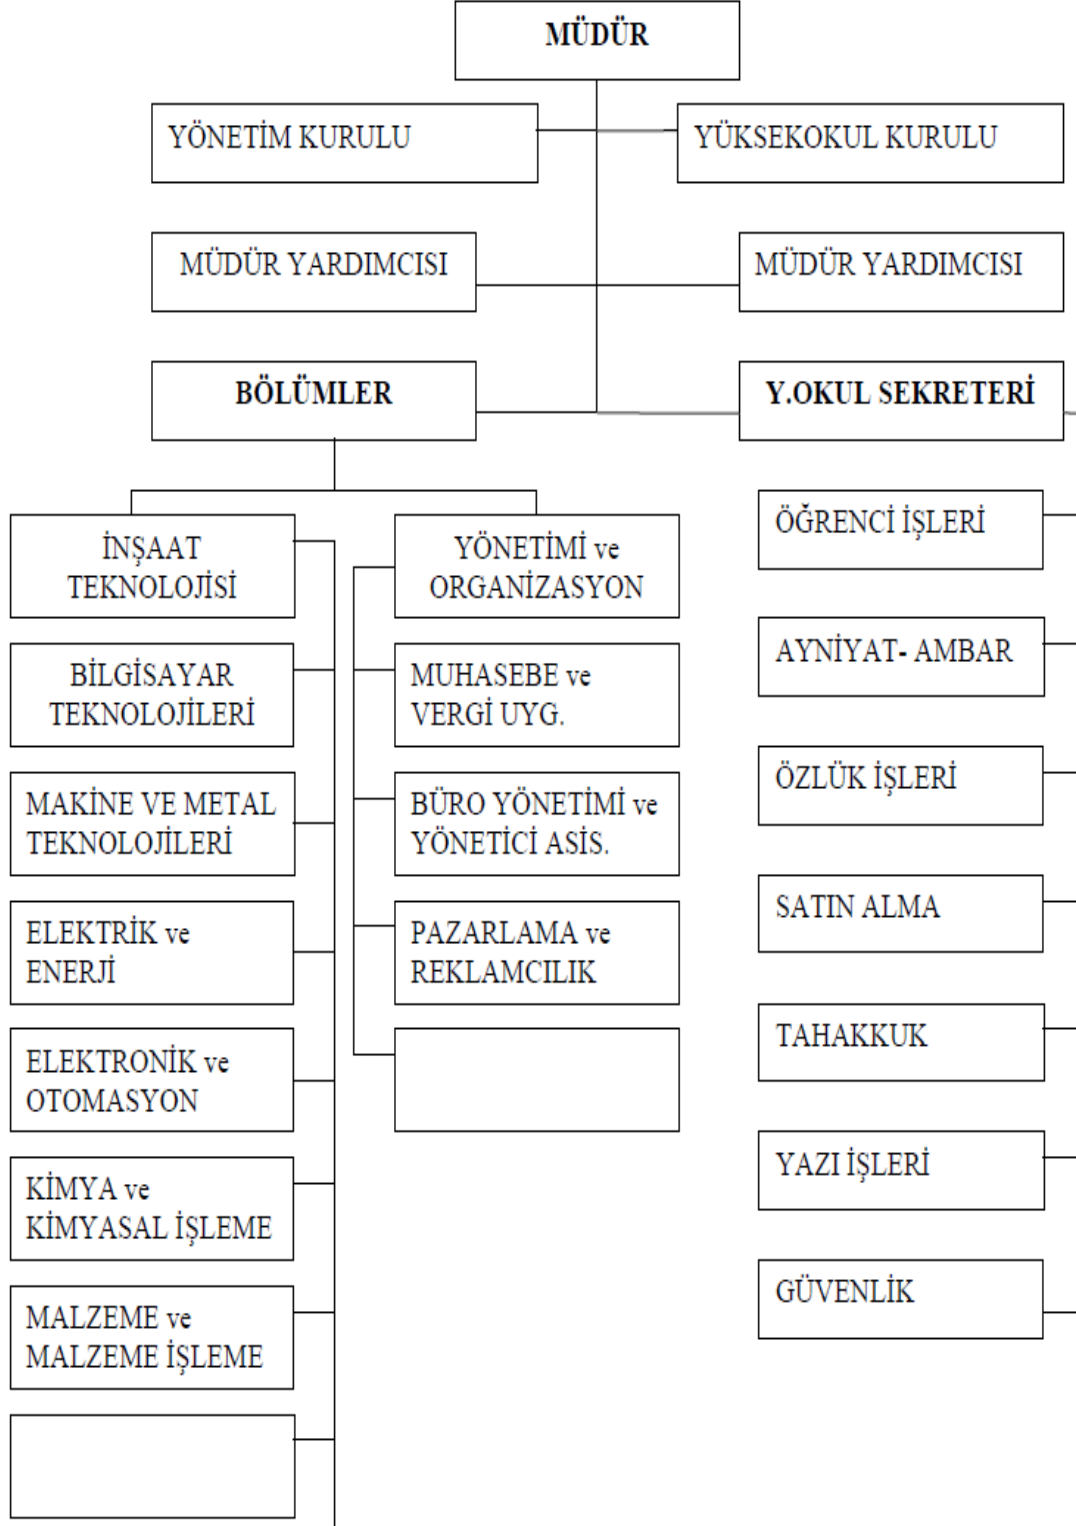 MÜDÜR
YÖNETİM KURULU
YÜKSEKOKUL KURULU
MÜDÜR YARDIMCISI
MÜDÜR YARDIMCISI
BÖLÜMLER
Y.OKUL SEKRETERİ
İNŞAAT
TEKNOLOJİSİ
BİLGİSAYAR
TEKNOLOJİLERİ
MAKİNE VE METAL
TEKNOLOJİLERİ
ELEKTRİK ve
ENERJİ
ELEKTRONİK ve
OTOMASYON
KİMYA ve
KİMYASAL İŞLEME
MALZEME ve
MALZEME İŞLEME
YÖNETİMİ ve
ORGANİZASYON
MUHASEBE ve
VERGİ UYG.
BÜRO YÖNETİMİ ve
YÖNETİCİ ASİS.
PAZARLAMA ve
REKLAMCILIK
ÖĞRENCİ İŞLERİ
AYNİYAT- AMBAR
ÖZLÜK İŞLERİ
SATIN ALMA
TAHAKKUK
YAZI İŞLERİ
GÜVENLİK